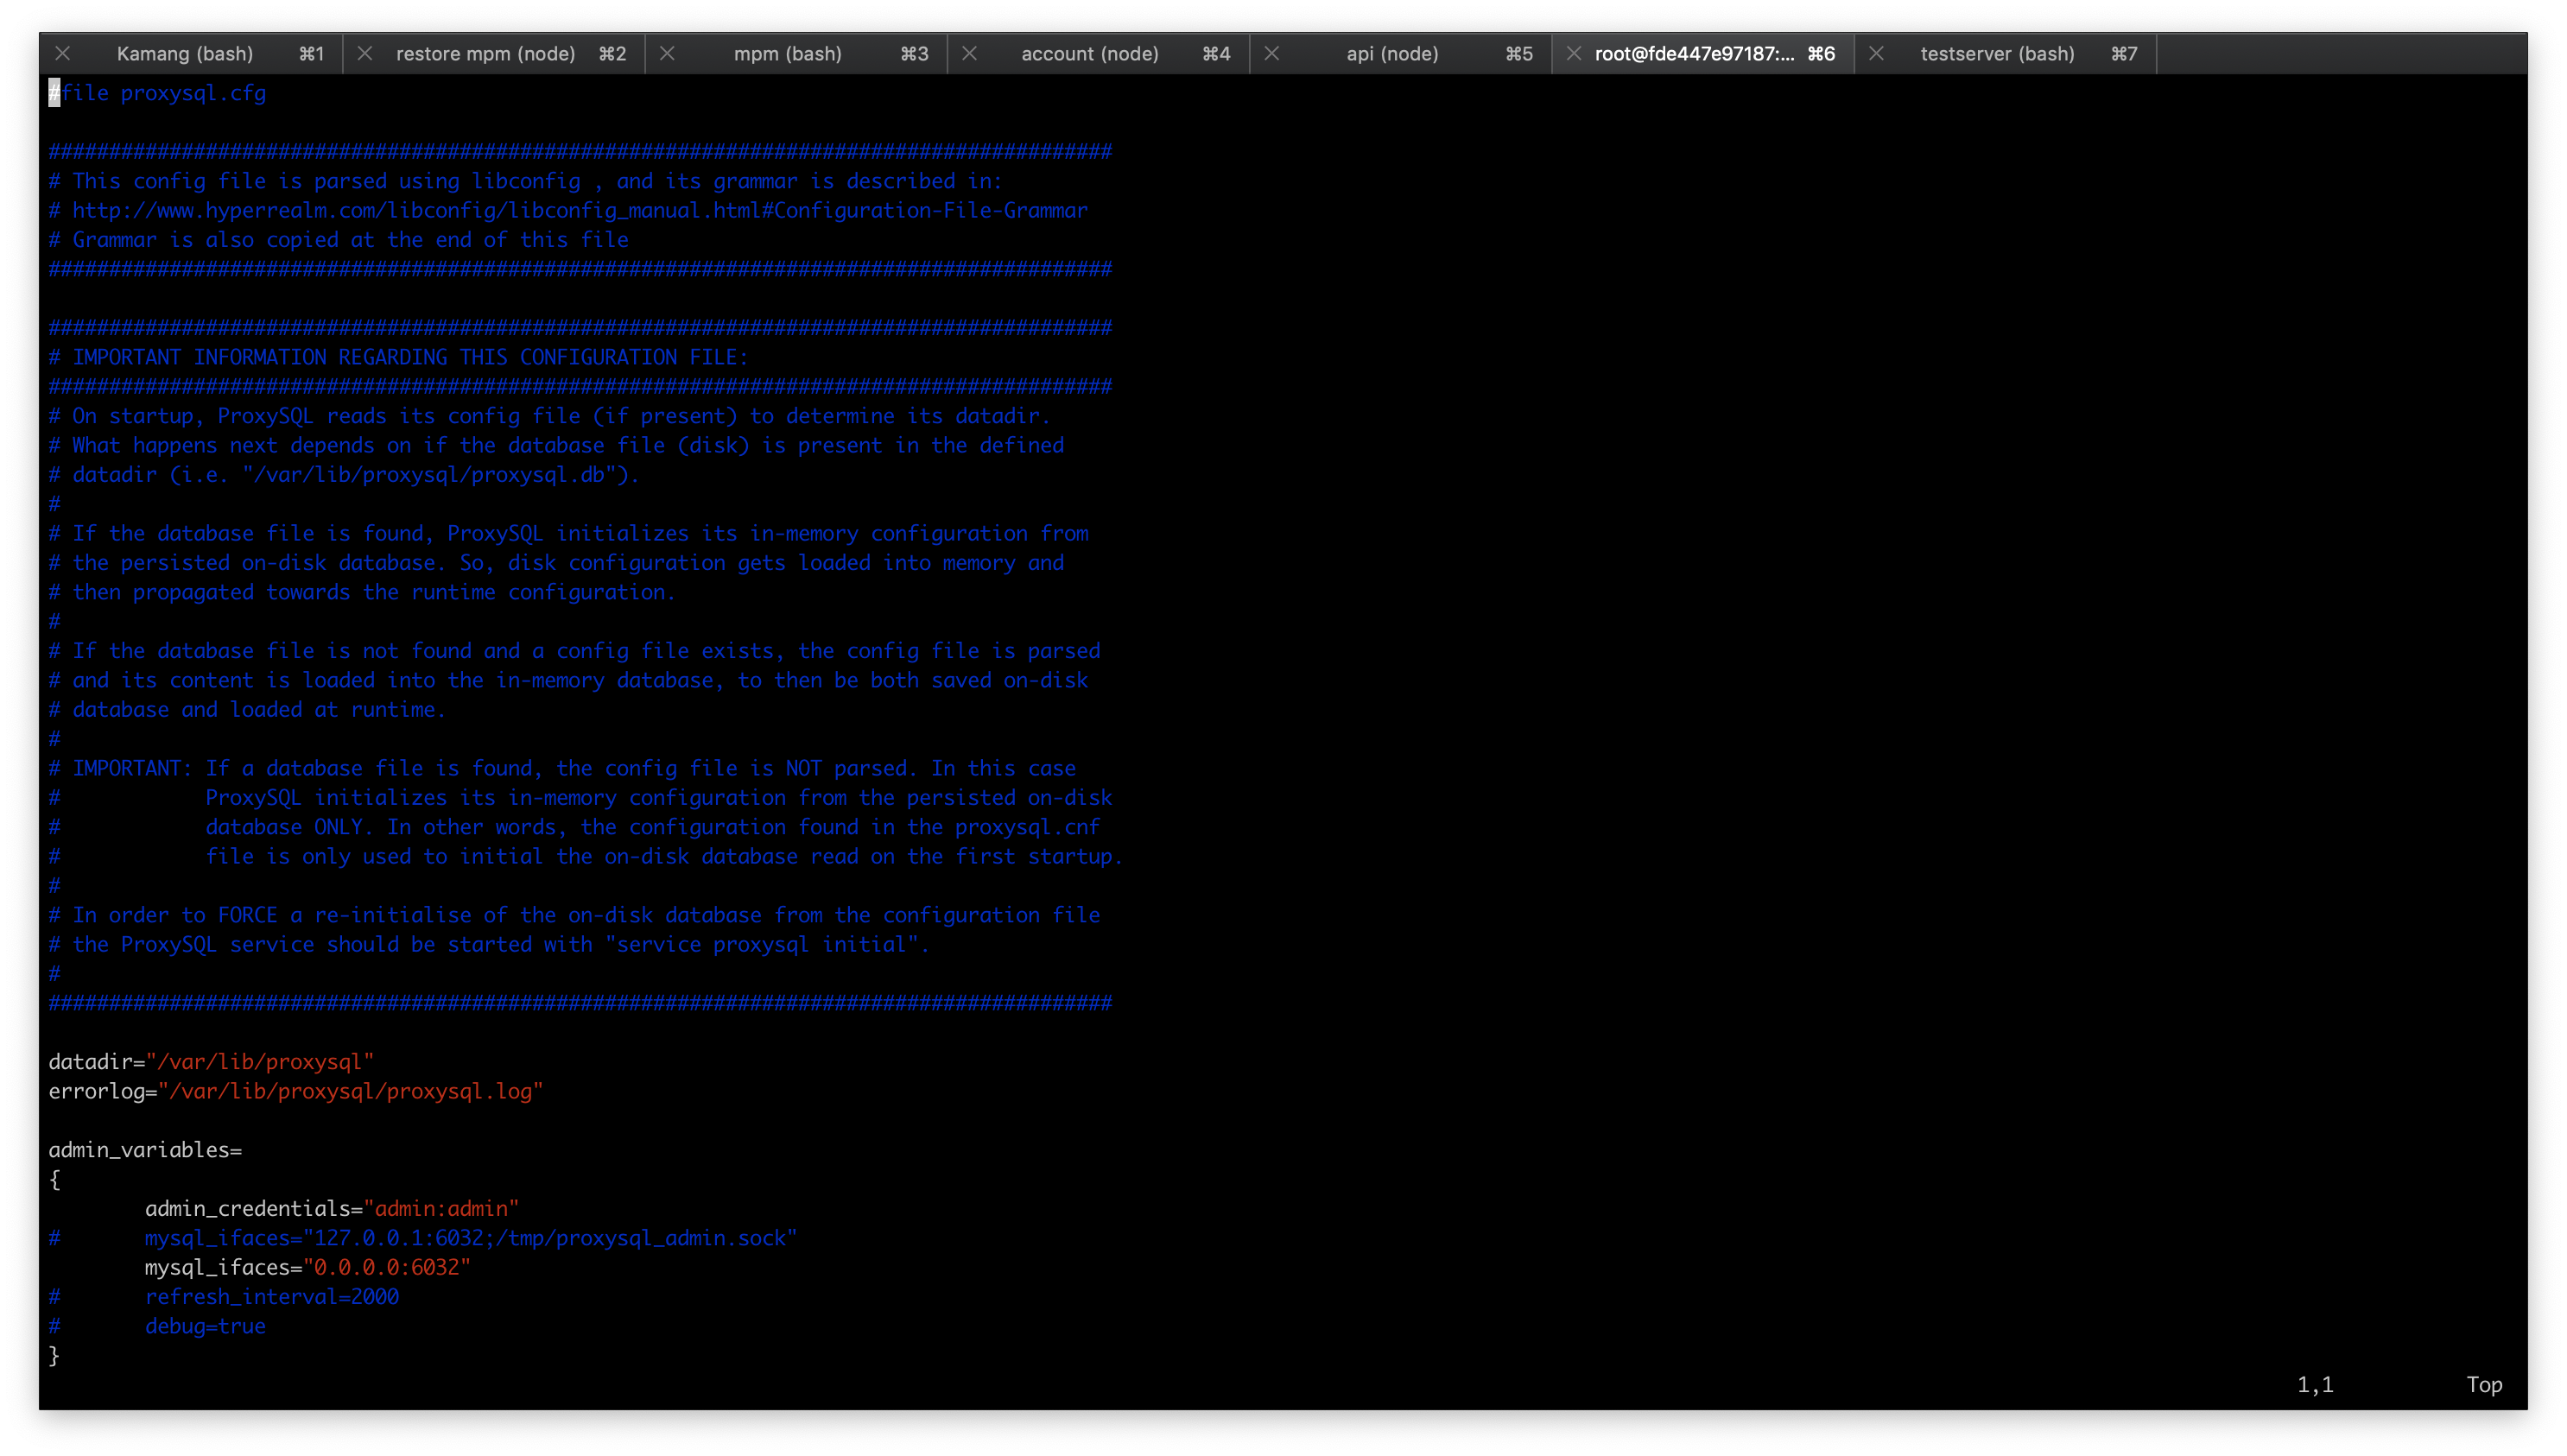 Kamang (bash) ⌘1 restore mpm (node) ⌘2 mpm (bash) ⌘3 account (node) ⌘4 api (node) ⌘5 root@fde447e97187:... ⌘6 testserver (bash) ⌘7
#file proxysql.cfg
########################################################################################
# This config file is parsed using libconfig , and its grammar is described in:
# http://www.hyperrealm.com/libconfig/libconfig_manual.html#Configuration-File-Grammar
# Grammar is also copied at the end of this file
########################################################################################
########################################################################################
# IMPORTANT INFORMATION REGARDING THIS CONFIGURATION FILE:
########################################################################################
# On startup, ProxySQL reads its config file (if present) to determine its datadir.
# What happens next depends on if the database file (disk) is present in the defined
# datadir (i.e. "/var/lib/proxysql/proxysql.db").
#
# If the database file is found, ProxySQL initializes its in-memory configuration from
# the persisted on-disk database. So, disk configuration gets loaded into memory and
# then propagated towards the runtime configuration.
#
# If the database file is not found and a config file exists, the config file is parsed
# and its content is loaded into the in-memory database, to then be both saved on-disk
# database and loaded at runtime.
#
# IMPORTANT: If a database file is found, the config file is NOT parsed. In this case
#            ProxySQL initializes its in-memory configuration from the persisted on-disk
#            database ONLY. In other words, the configuration found in the proxysql.cnf
#            file is only used to initial the on-disk database read on the first startup.
#
# In order to FORCE a re-initialise of the on-disk database from the configuration file
# the ProxySQL service should be started with "service proxysql initial".
#
########################################################################################
datadir="/var/lib/proxysql"
errorlog="/var/lib/proxysql/proxysql.log"
admin_variables=
{
        admin_credentials="admin:admin"
#       mysql_ifaces="127.0.0.1:6032;/tmp/proxysql_admin.sock"
        mysql_ifaces="0.0.0.0:6032"
#       refresh_interval=2000
#       debug=true
}
1,1 Top